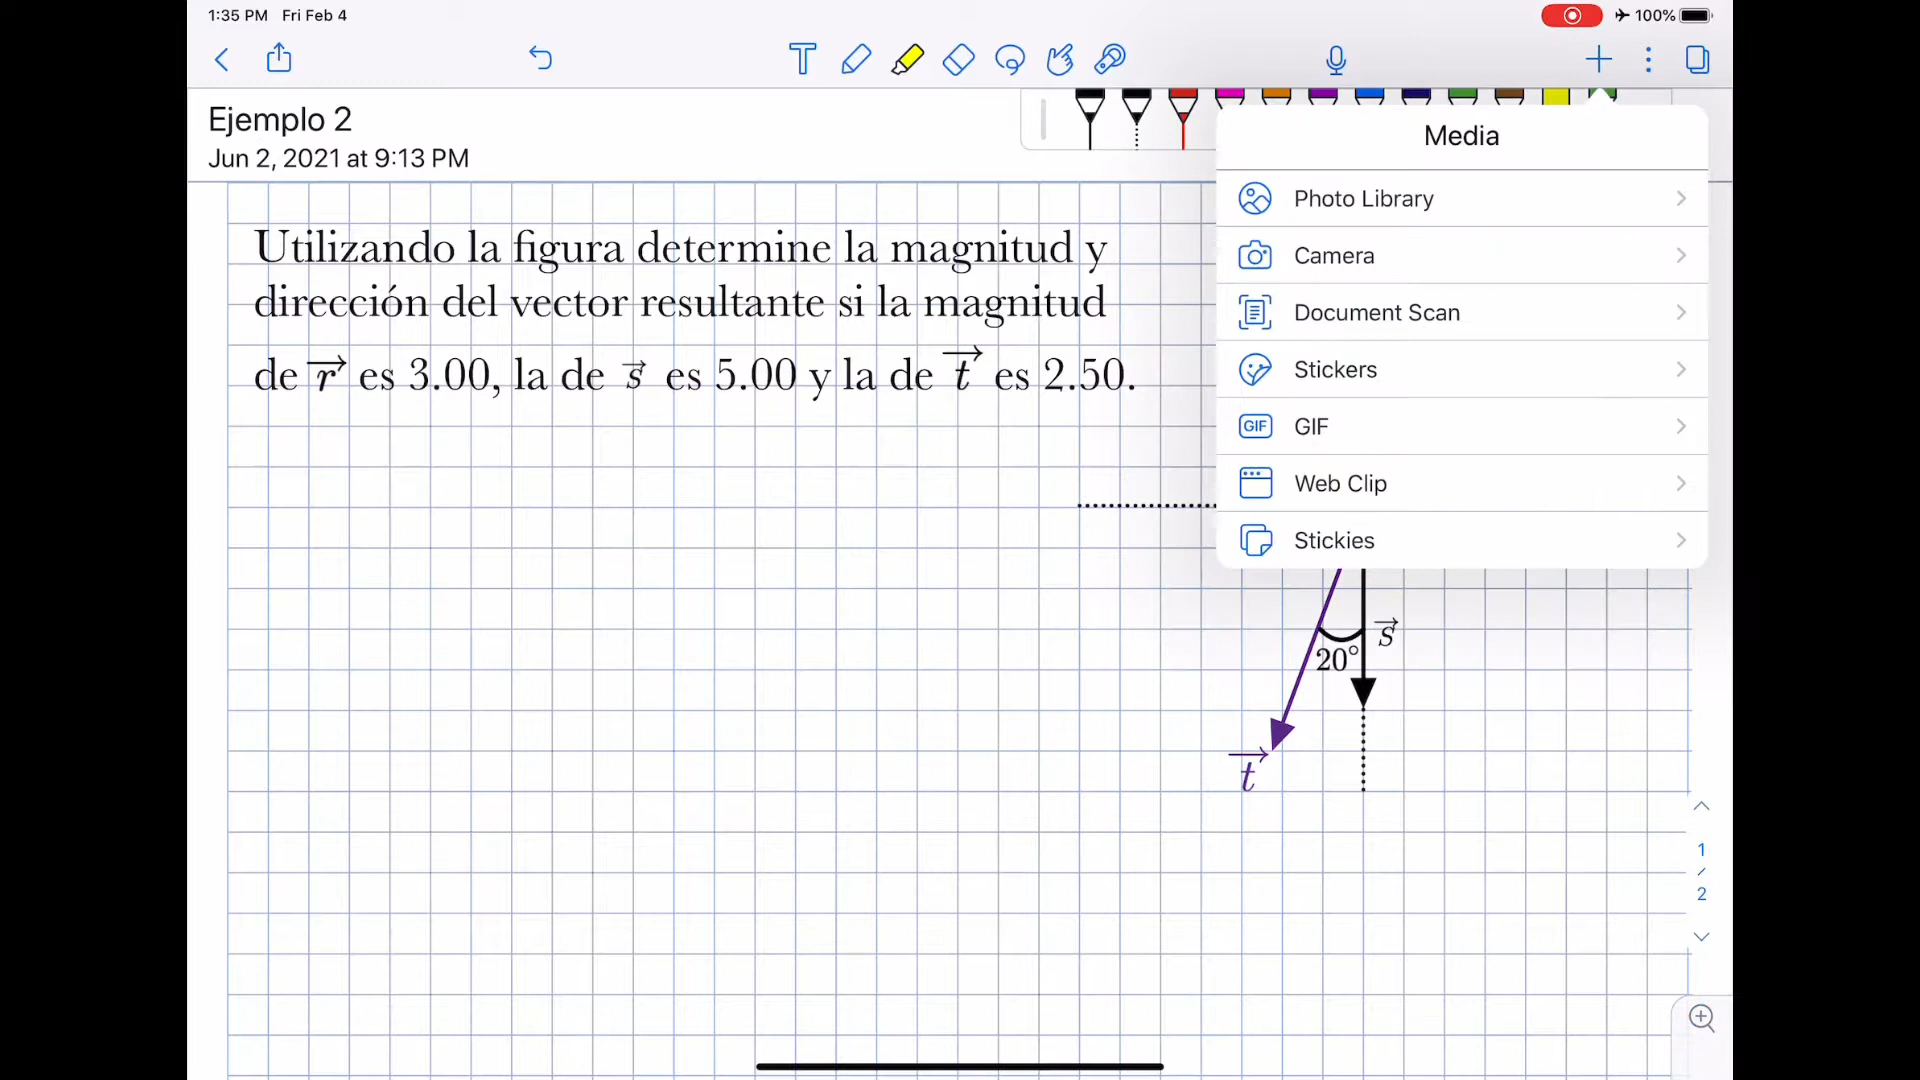 1:35 PM Fri Feb 4
100%
Ejemplo 2
Jun 2, 2021 at 9:13 PM
Media
Photo Library
Camera
Document Scan
Stickers
GIF GIF
Web Clip
Stickies
Utilizando la figura determine la magnitud y
dirección del vector resultante si la magnitud
de r⃗ es 3.00, la de s⃗ es 5.00 y la de t⃗ es 2.50.
s⃗
20°
t⃗
1
/
2